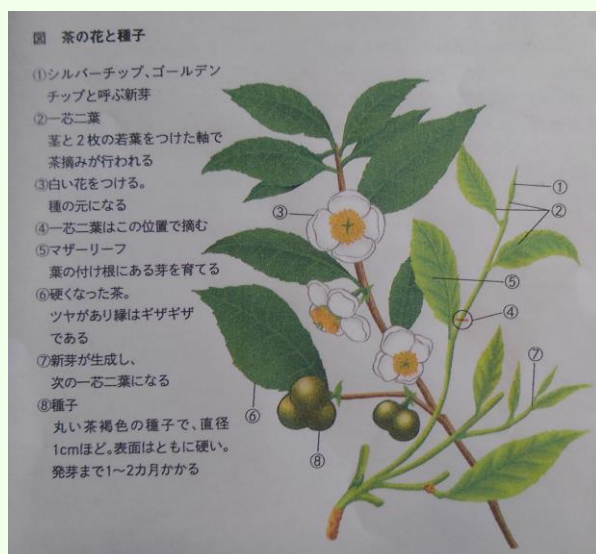 図 茶の花と種子
①シルバーチップ、ゴールデン
チップと呼ぶ新芽
②一芯二葉
茎と2枚の若葉をつけた軸で
茶摘みが行われる
③白い花をつける。
種の元になる
④一芯二葉はこの位置で摘む
⑤マザーリーフ
葉の付け根にある芽を育てる
⑥硬くなった茶。
ツヤがあり縁はギザギザ
である
⑦新芽が生成し、
次の一芯二葉になる
⑧種子
丸い茶褐色の種子で、直径
1cmほど。表面はともに硬い。
発芽まで1〜2カ月かかる
①
②
③
⑤
④
⑦
⑥
⑧